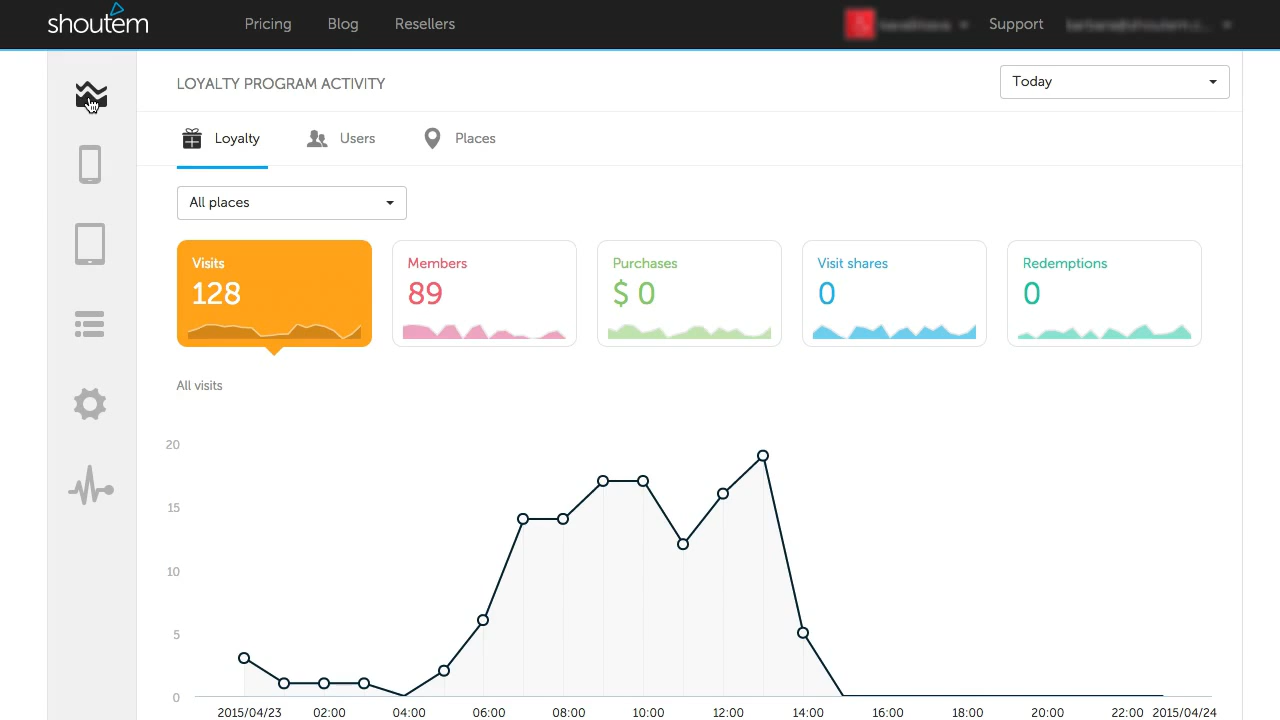 shoutem Pricing Blog Resellers Support
LOYALTY PROGRAM ACTIVITY Today
Loyalty Users Places
All places
Visits Members Purchases Visit shares Redemptions
128 89 $ 0 0 0
All visits
20
15
10
5
0
2015/04/23 02:00 04:00 06:00 08:00 10:00 12:00 14:00 16:00 18:00 20:00 22:00 2015/04/24